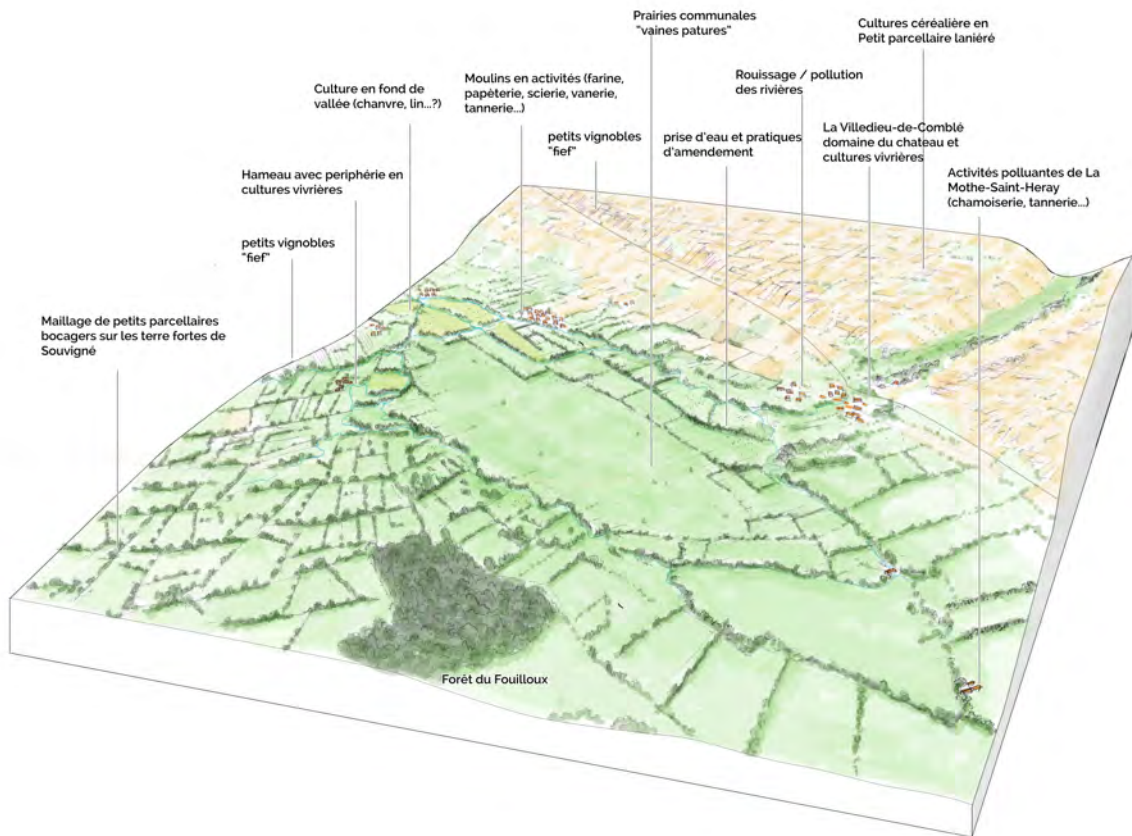 Prairies communales
"vaines patures"
Cultures céréalière en
Petit parcellaire laniéré
Moulins en activités (farine,
papèterie, scierie, vanerie,
tannerie...)
Rouissage / pollution
des rivières
Culture en fond de
vallée (chanvre, lin...?)
petits vignobles
"fief"
prise d'eau et pratiques
d'amendement
La Villedieu-de-Comblé
domaine du chateau et
cultures vivrières
Hameau avec periphérie en
cultures vivrières
Activités polluantes de La
Mothe-Saint-Heray
(chamoiserie, tannerie...)
petits vignobles
"fief"
Maillage de petits parcellaires
bocagers sur les terre fortes de
Souvigné
Forêt du Fouilloux